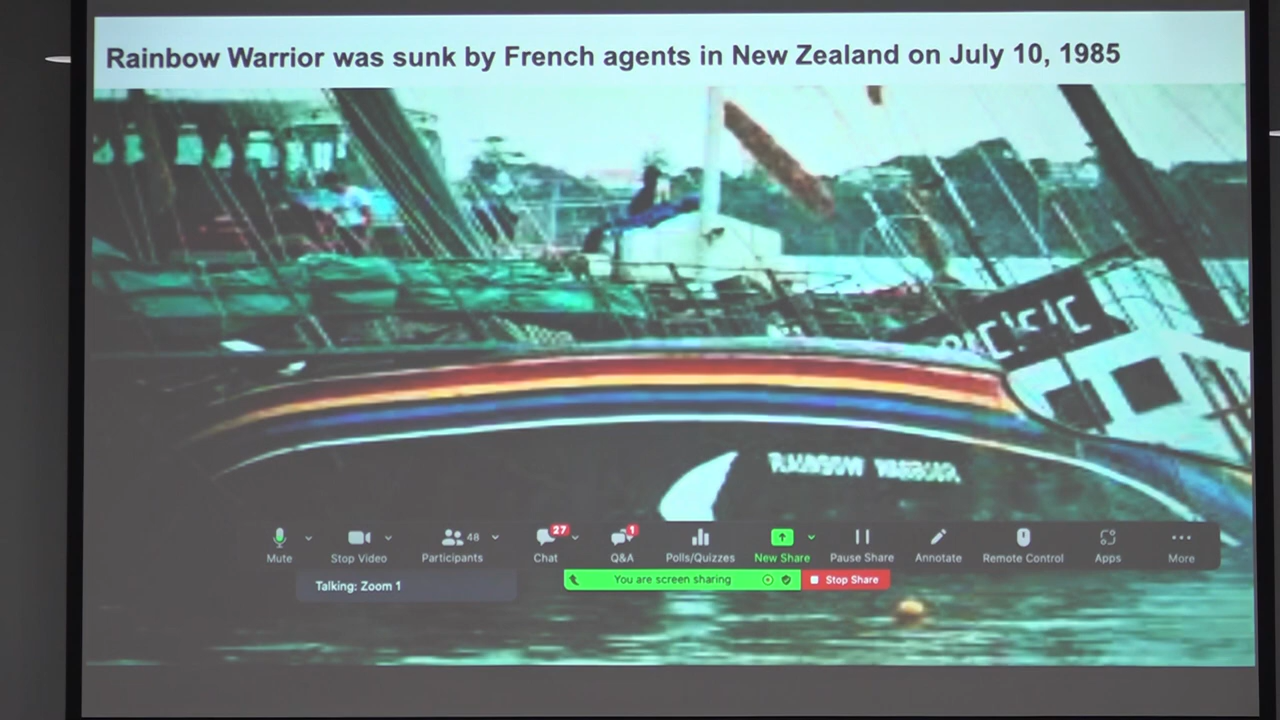 Rainbow Warrior was sunk by French agents in New Zealand on July 10, 1985
RAINBOW WARRIOR
Mute
Stop Video
48
Participants
27
Chat
1
Q&A
Polls/Quizzes
New Share
Pause Share
Annotate
Remote Control
Apps
More
Talking: Zoom 1
You are screen sharing
Stop Share